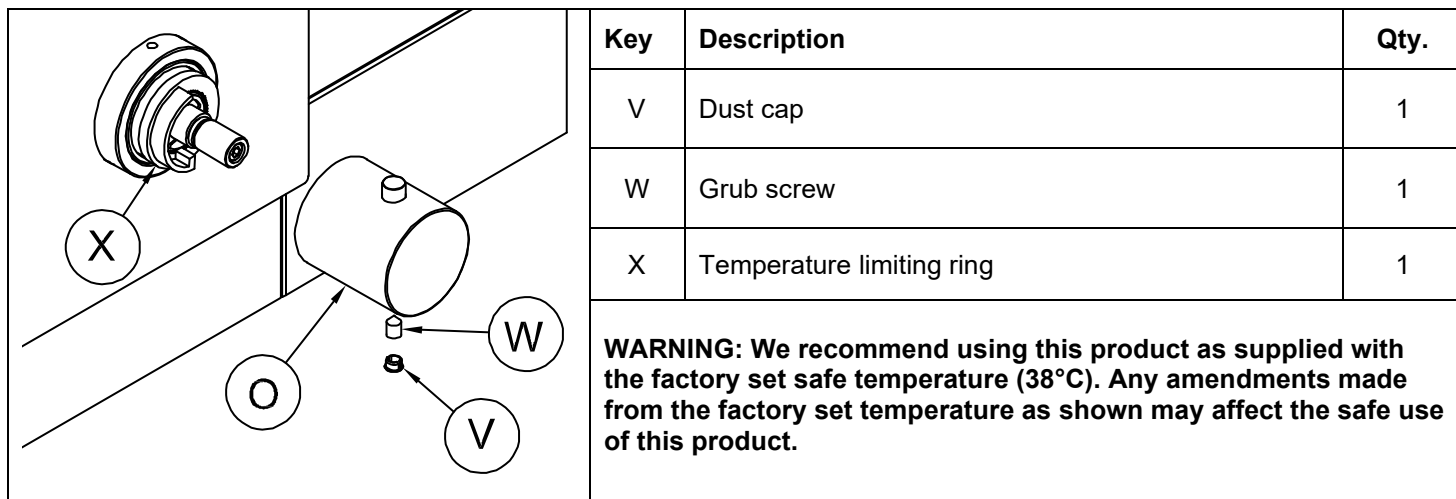 X
O
W
V
Key Description Qty.
V Dust cap 1
W Grub screw 1
X Temperature limiting ring 1
WARNING: We recommend using this product as supplied with
the factory set safe temperature (38°C). Any amendments made
from the factory set temperature as shown may affect the safe use
of this product.